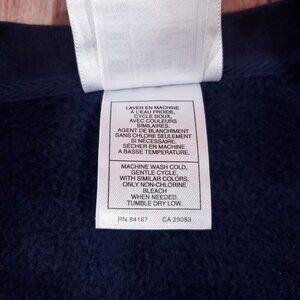 LAVER EN MACHINE
À L'EAU FROIDE,
CYCLE DOUX,
AVEC COULEURS
SIMILAIRES.
AGENT DE BLANCHIMENT
SANS CHLORE SEULEMENT
SI NÉCESSAIRE.
SÉCHER EN MACHINE
A BASSE TEMPÉRATURE.
MACHINE WASH COLD,
GENTLE CYCLE,
WITH SIMILAR COLORS,
ONLY NON-CHLORINE
BLEACH
WHEN NEEDED,
TUMBLE DRY LOW.
RN 84167 CA 25083